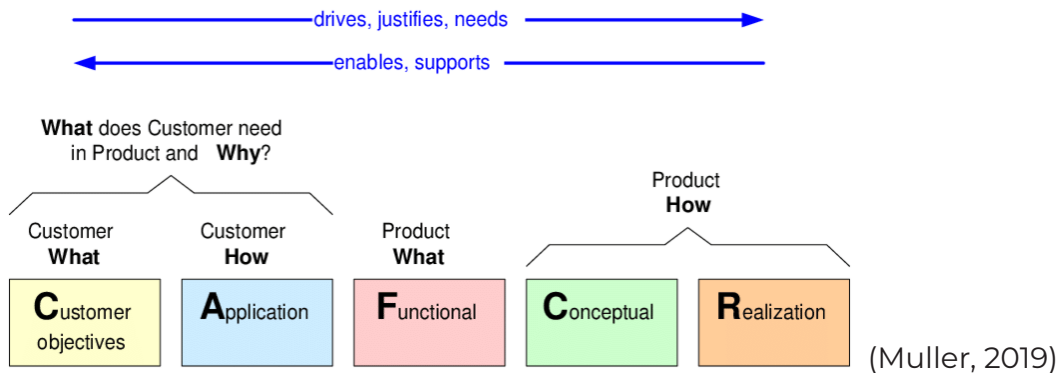 drives, justifies, needs
enables, supports
What does Customer need
in Product and Why?
Product
How
Customer
What
Customer
How
Product
What
Customer
objectives
Application
Functional
Conceptual
Realization
(Muller, 2019)